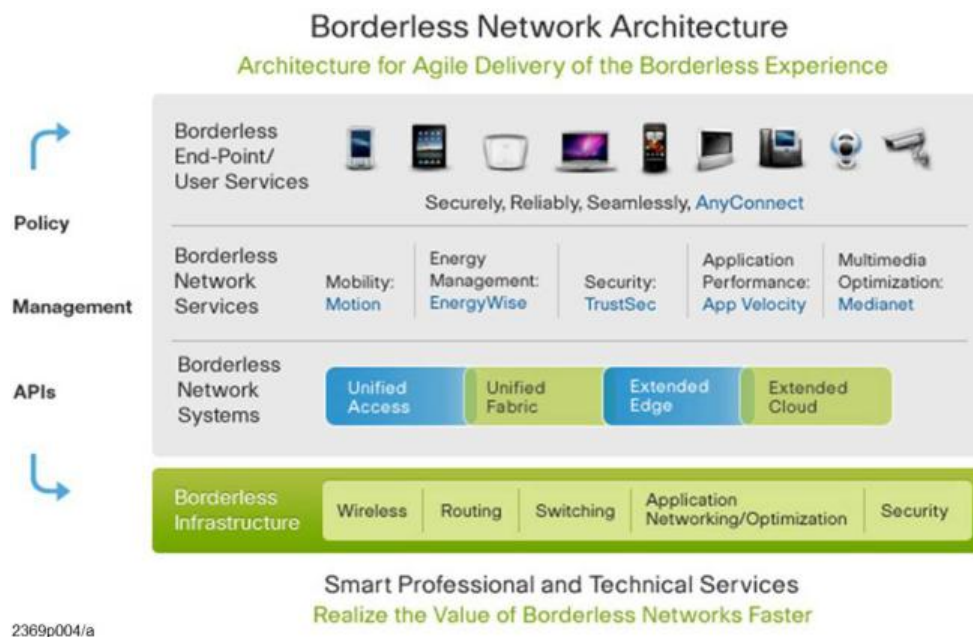 Borderless Network Architecture
Architecture for Agile Delivery of the Borderless Experience
Policy
Management
APIs
Borderless
End-Point/
User Services
Securely, Reliably, Seamlessly, AnyConnect
Borderless
Network
Services
Mobility:
Motion
Energy
Management:
EnergyWise
Security:
TrustSec
Application
Performance:
App Velocity
Multimedia
Optimization:
Medianet
Borderless
Network
Systems
Unified
Access
Unified
Fabric
Extended
Edge
Extended
Cloud
Borderless
Infrastructure
Wireless
Routing
Switching
Application
Networking/Optimization
Security
Smart Professional and Technical Services
Realize the Value of Borderless Networks Faster
2369p004/a